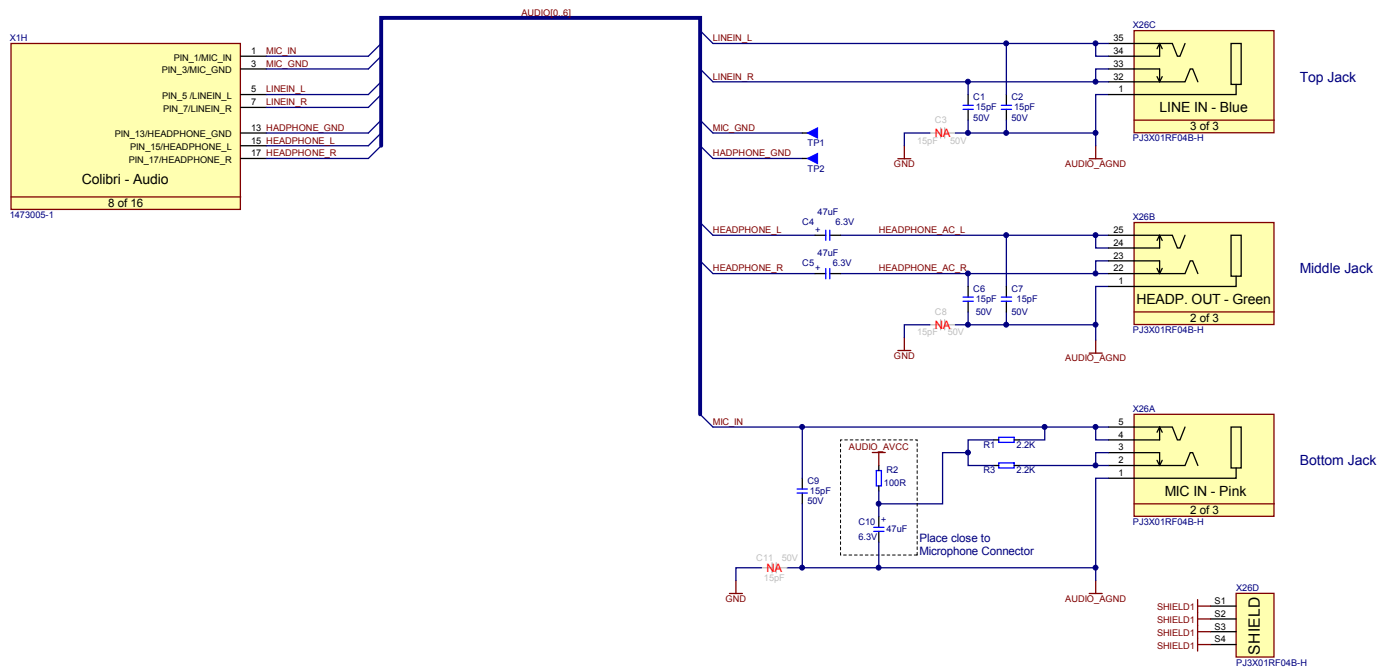 AUDIO[0..6]
X1H
PIN_1/MIC_IN 1 MIC_IN
PIN_3/MIC_GND 3 MIC_GND
PIN_5 /LINEIN_L 5 LINEIN_L
PIN_7/LINEIN_R 7 LINEIN_R
PIN_13/HEADPHONE_GND 13 HADPHONE_GND
PIN_15/HEADPHONE_L 15 HEADPHONE_L
PIN_17/HEADPHONE_R 17 HEADPHONE_R
Colibri - Audio
8 of 16
1473005-1
X26C
LINEIN_L
35
34
33
LINEIN_R
32
1
LINE IN - Blue
3 of 3
PJ3X01RF04B-H
Top Jack
C1
15pF
50V
C2
15pF
50V
C3
NA
15pF 50V
GND
AUDIO_AGND
MIC_GND
TP1
HADPHONE_GND
TP2
X26B
HEADPHONE_L
47uF
C4 + 6.3V
HEADPHONE_AC_L
25
24
23
HEADPHONE_R
47uF
C5 + 6.3V
HEADPHONE_AC_R
22
1
HEADP. OUT - Green
2 of 3
PJ3X01RF04B-H
Middle Jack
C6
15pF
50V
C7
15pF
50V
C8
NA
15pF 50V
GND
AUDIO_AGND
X26A
MIC_IN
5
4
3
2
1
MIC IN - Pink
2 of 3
PJ3X01RF04B-H
Bottom Jack
R1 2.2K
R3 2.2K
AUDIO_AVCC
R2
100R
C9
15pF
50V
C10 +
47uF
6.3V
Place close to
Microphone Connector
C11 50V
NA
15pF
GND
AUDIO_AGND
X26D
SHIELD1 S1
SHIELD1 S2
SHIELD1 S3
SHIELD1 S4
SHIELD
PJ3X01RF04B-H